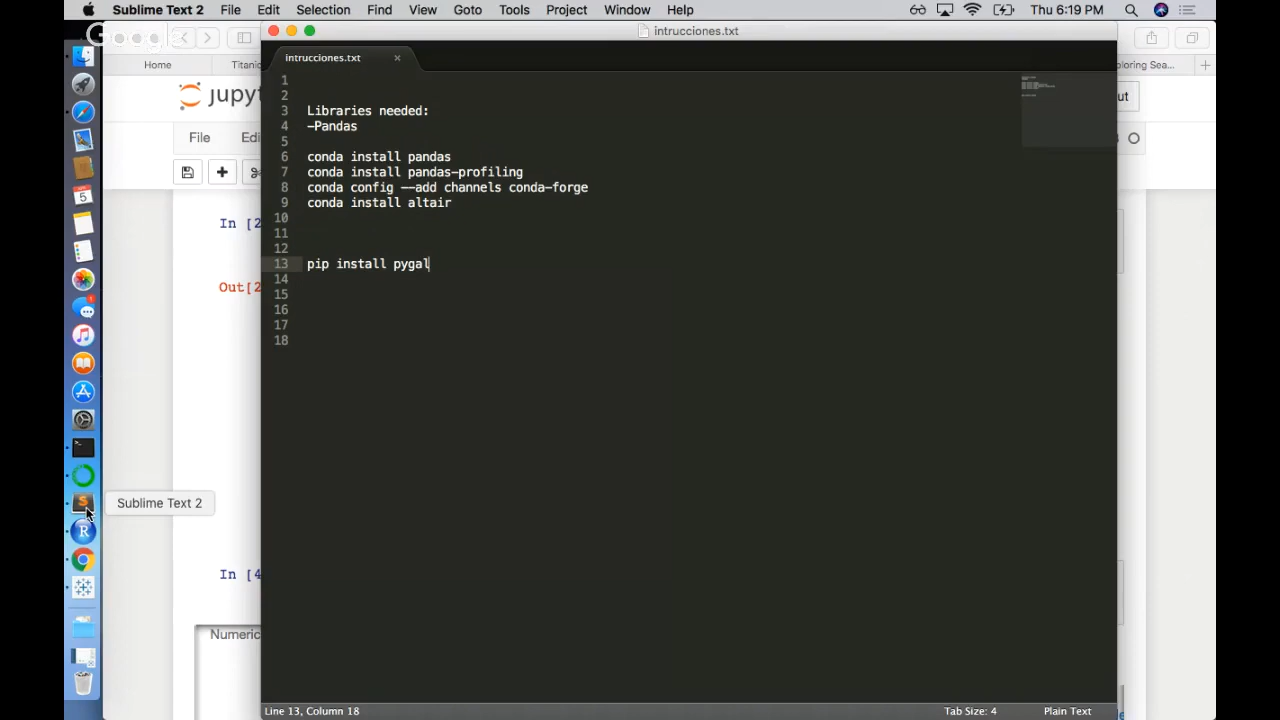 Sublime Text 2 File Edit Selection Find View Goto Tools Project Window Help Thu 6:19 PM
Google
intrucciones.txt
Home Titanic
intrucciones.txt
ploring Sea...
jupyt
ut
File Edi
1
2
3 Libraries needed:
4 -Pandas
5
6 conda install pandas
7 conda install pandas-profiling
8 conda config --add channels conda-forge
9 conda install altair
10
11
12
13 pip install pygal
14
15
16
17
18
In [2
Out[2
Sublime Text 2
In [4
Numeric
Line 13, Column 18 Tab Size: 4 Plain Text